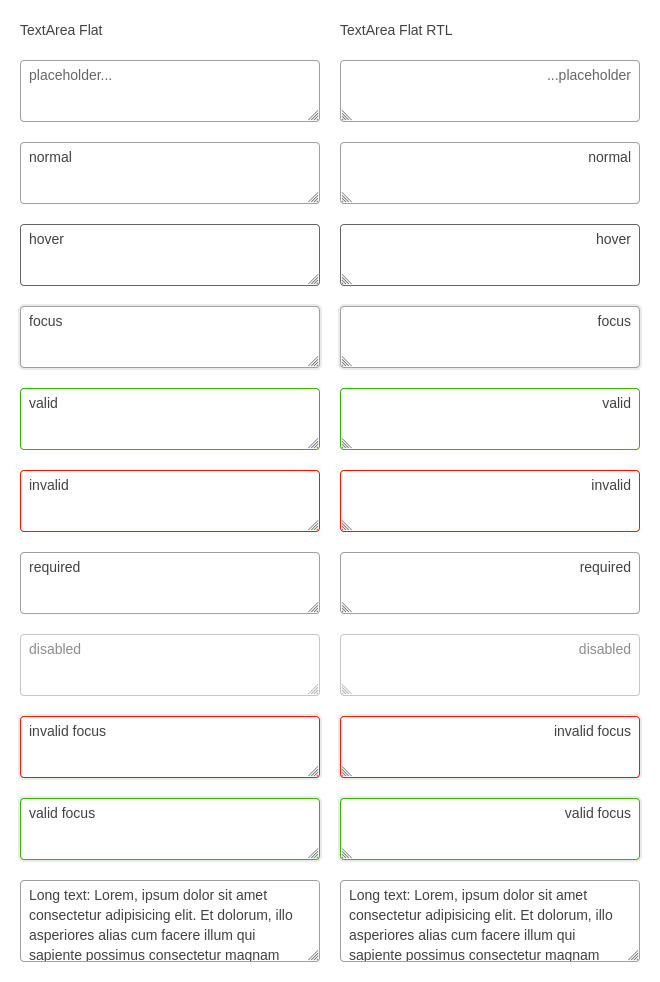 TextArea Flat
TextArea Flat RTL
placeholder...
...placeholder
normal
normal
hover
hover
focus
focus
valid
valid
invalid
invalid
required
required
disabled
disabled
invalid focus
invalid focus
valid focus
valid focus
Long text: Lorem, ipsum dolor sit amet
consectetur adipisicing elit. Et dolorum, illo
asperiores alias cum facere illum qui
sapiente possimus consectetur magnam
Long text: Lorem, ipsum dolor sit amet
consectetur adipisicing elit. Et dolorum, illo
asperiores alias cum facere illum qui
sapiente possimus consectetur magnam